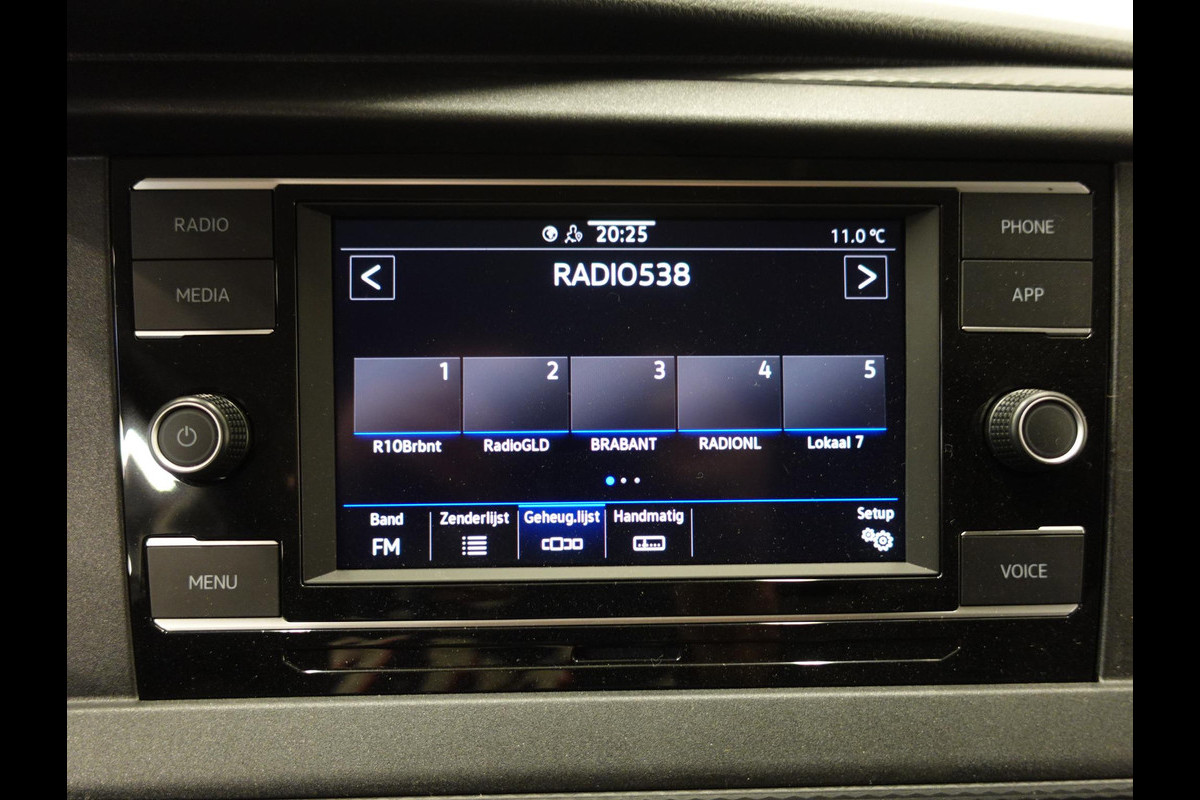 RADIO
MEDIA
MENU
20:25
11.0 °C
<
RADIO538
>
1
2
3
4
5
R10Brbnt
RadioGLD
BRABANT
RADIONL
Lokaal 7
Band
Zenderlijst
Geheug.lijst
Handmatig
Setup
FM
PHONE
APP
VOICE